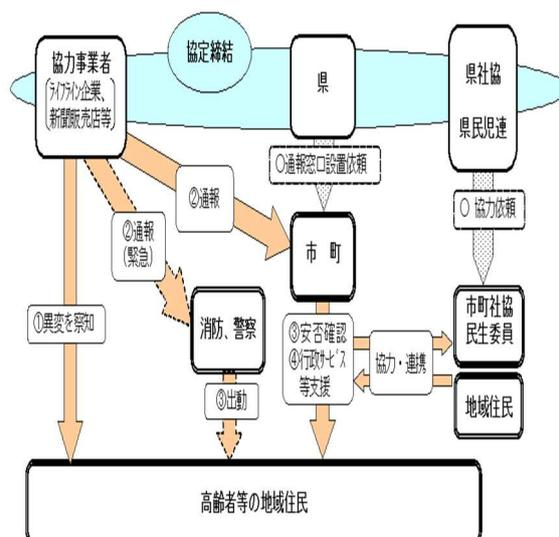 協定締結
協力事業者
(ﾗｲﾌﾗｲﾝ企業、
新聞販売店等)
県
県社協
県民児連
○通報窓口設置依頼
○ 協力依頼
②通報
②通報
(緊急)
市 町
①異変を察知
消防、警察
③安否確認
④行政ｻｰﾋﾞｽ
等支援
協力・連携
市町社協
民生委員
地域住民
③出動
高齢者等の地域住民